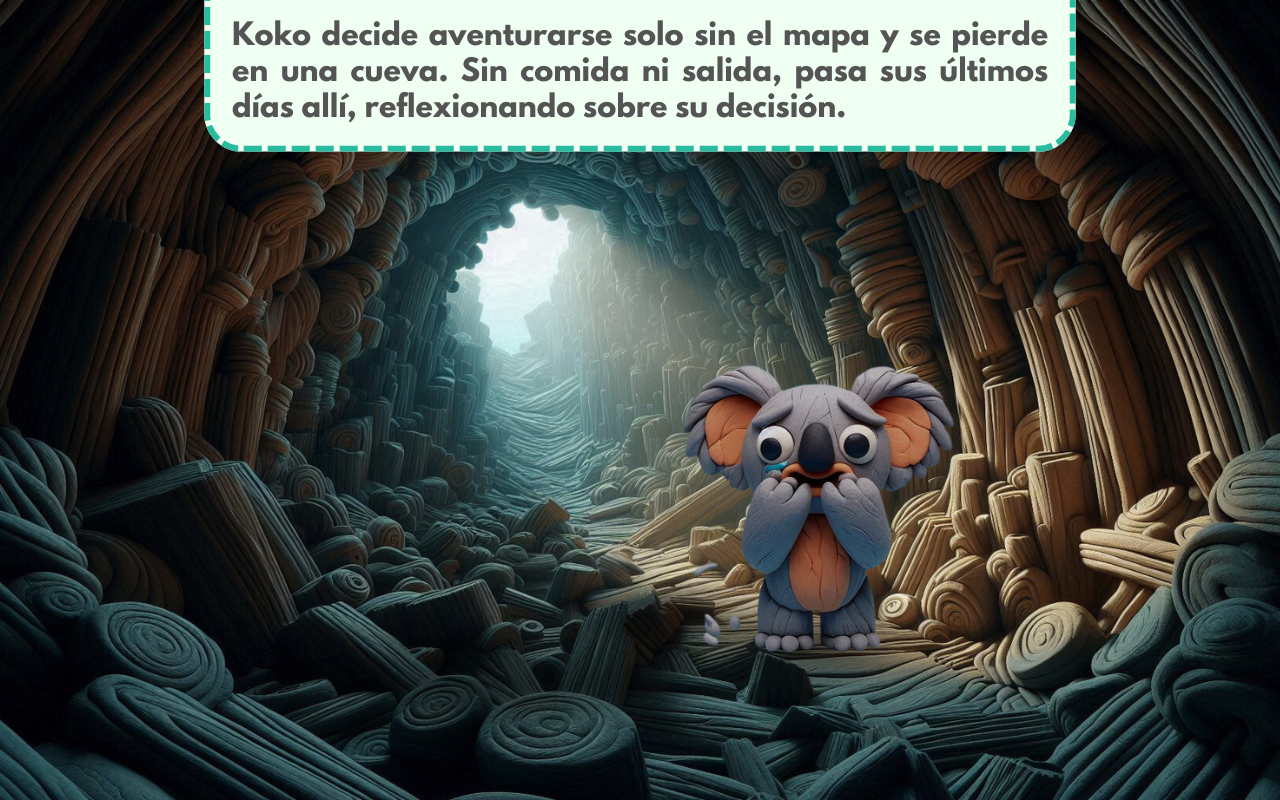 Koko decide aventurarse solo sin el mapa y se pierde
en una cueva. Sin comida ni salida, pasa sus últimos
días allí, reflexionando sobre su decisión.